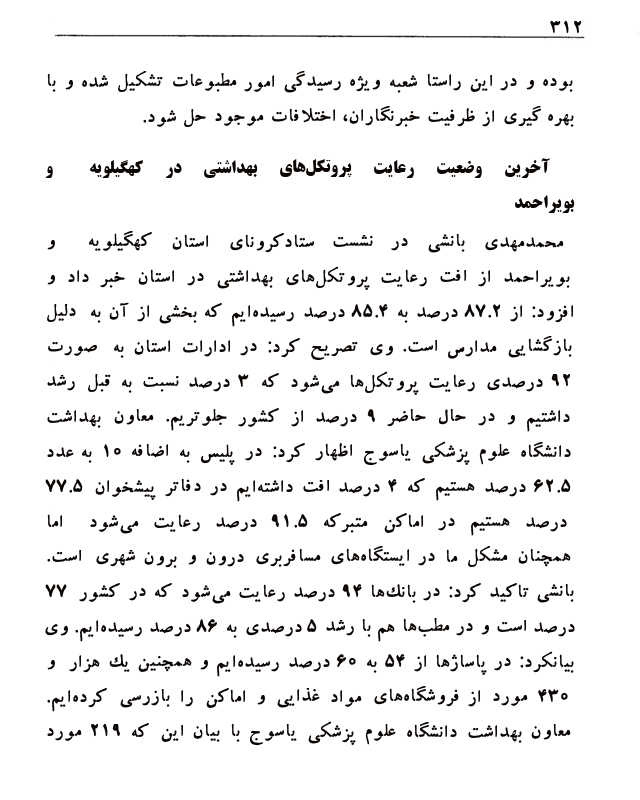 ۳۱۲
بوده و در این راستا شعبه ویژه رسیدگی امور مطبوعات تشکیل شده و با
بهره گیری از ظرفیت خبرنگاران، اختلافات موجود حل شود.
آخرین وضعیت رعایت پروتکل‌های بهداشتی در کهگیلویه و
بویراحمد
محمدمهدی بانشی در نشست ستادکرونای استان کهگیلویه و
بویراحمد از افت رعایت پروتکل‌های بهداشتی در استان خبر داد و
افزود: از ۸۷.۲ درصد به ۸۵.۴ درصد رسیده‌ایم که بخشی از آن به دلیل
بازگشایی مدارس است. وی تصریح کرد: در ادارات استان به صورت
۹۲ درصدی رعایت پروتکل‌ها می‌شود که ۳ درصد نسبت به قبل رشد
داشتیم و در حال حاضر ۹ درصد از کشور جلوتریم. معاون بهداشت
دانشگاه علوم پزشکی یاسوج اظهار کرد: در پلیس به اضافه ۱۰ به عدد
۶۲.۵ درصد هستیم که ۴ درصد افت داشته‌ایم در دفاتر پیشخوان ۷۷.۵
درصد هستیم در اماکن متبرکه ۹۱.۵ درصد رعایت می‌شود اما
همچنان مشکل ما در ایستگاه‌های مسافربری درون و برون شهری است.
بانشی تاکید کرد: در بانك‌ها ۹۴ درصد رعایت می‌شود که در کشور ۷۷
درصد است و در مطب‌ها هم با رشد ۵ درصدی به ۸۶ درصد رسیده‌ایم. وی
بیانکرد: در پاساژها از ۵۴ به ۶۰ درصد رسیده‌ایم و همچنین یك هزار و
۴۳۰ مورد از فروشگاه‌های مواد غذایی و اماکن را بازرسی کرده‌ایم.
معاون بهداشت دانشگاه علوم پزشکی یاسوج با بیان این که ۲۱۹ مورد